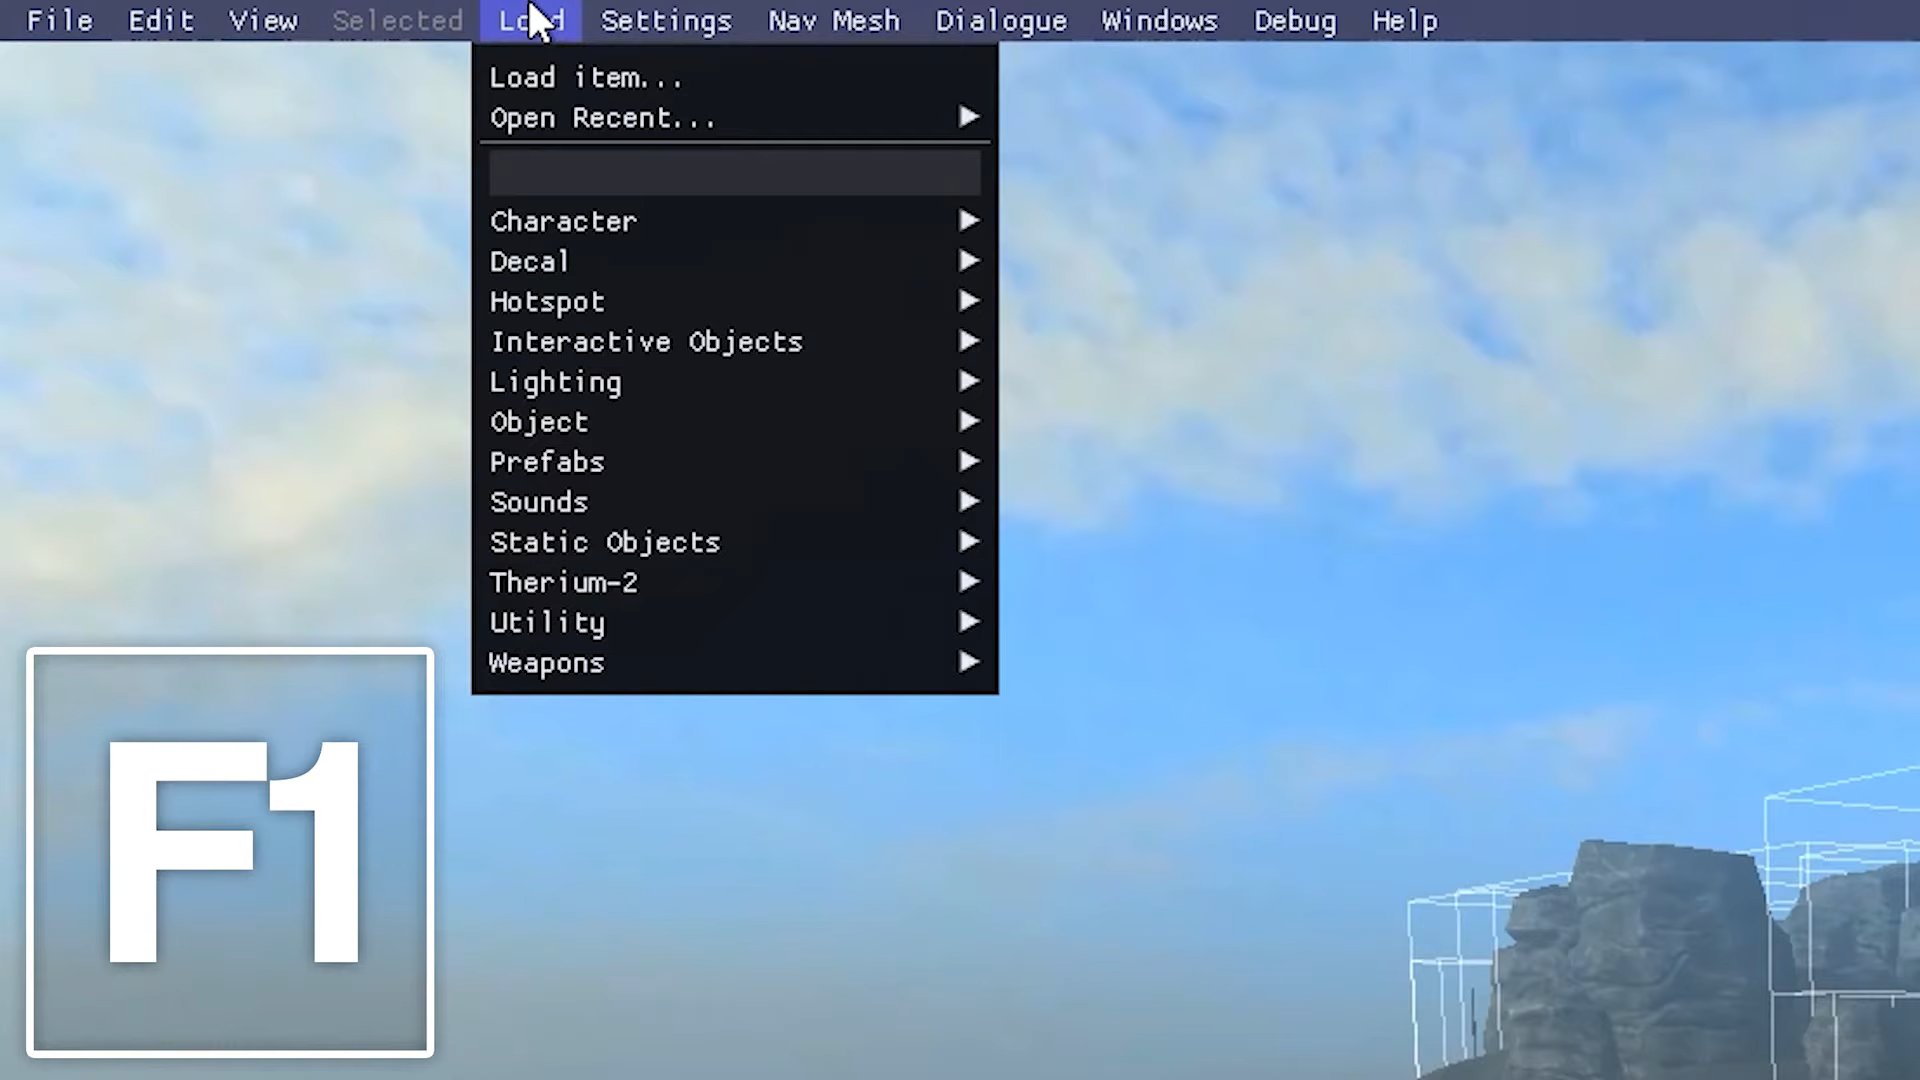 File Edit View Selected Load Settings Nav Mesh Dialogue Windows Debug Help
Load item...
Open Recent...
Character
Decal
Hotspot
Interactive Objects
Lighting
Object
Prefabs
Sounds
Static Objects
Therium-2
Utility
Weapons
F1